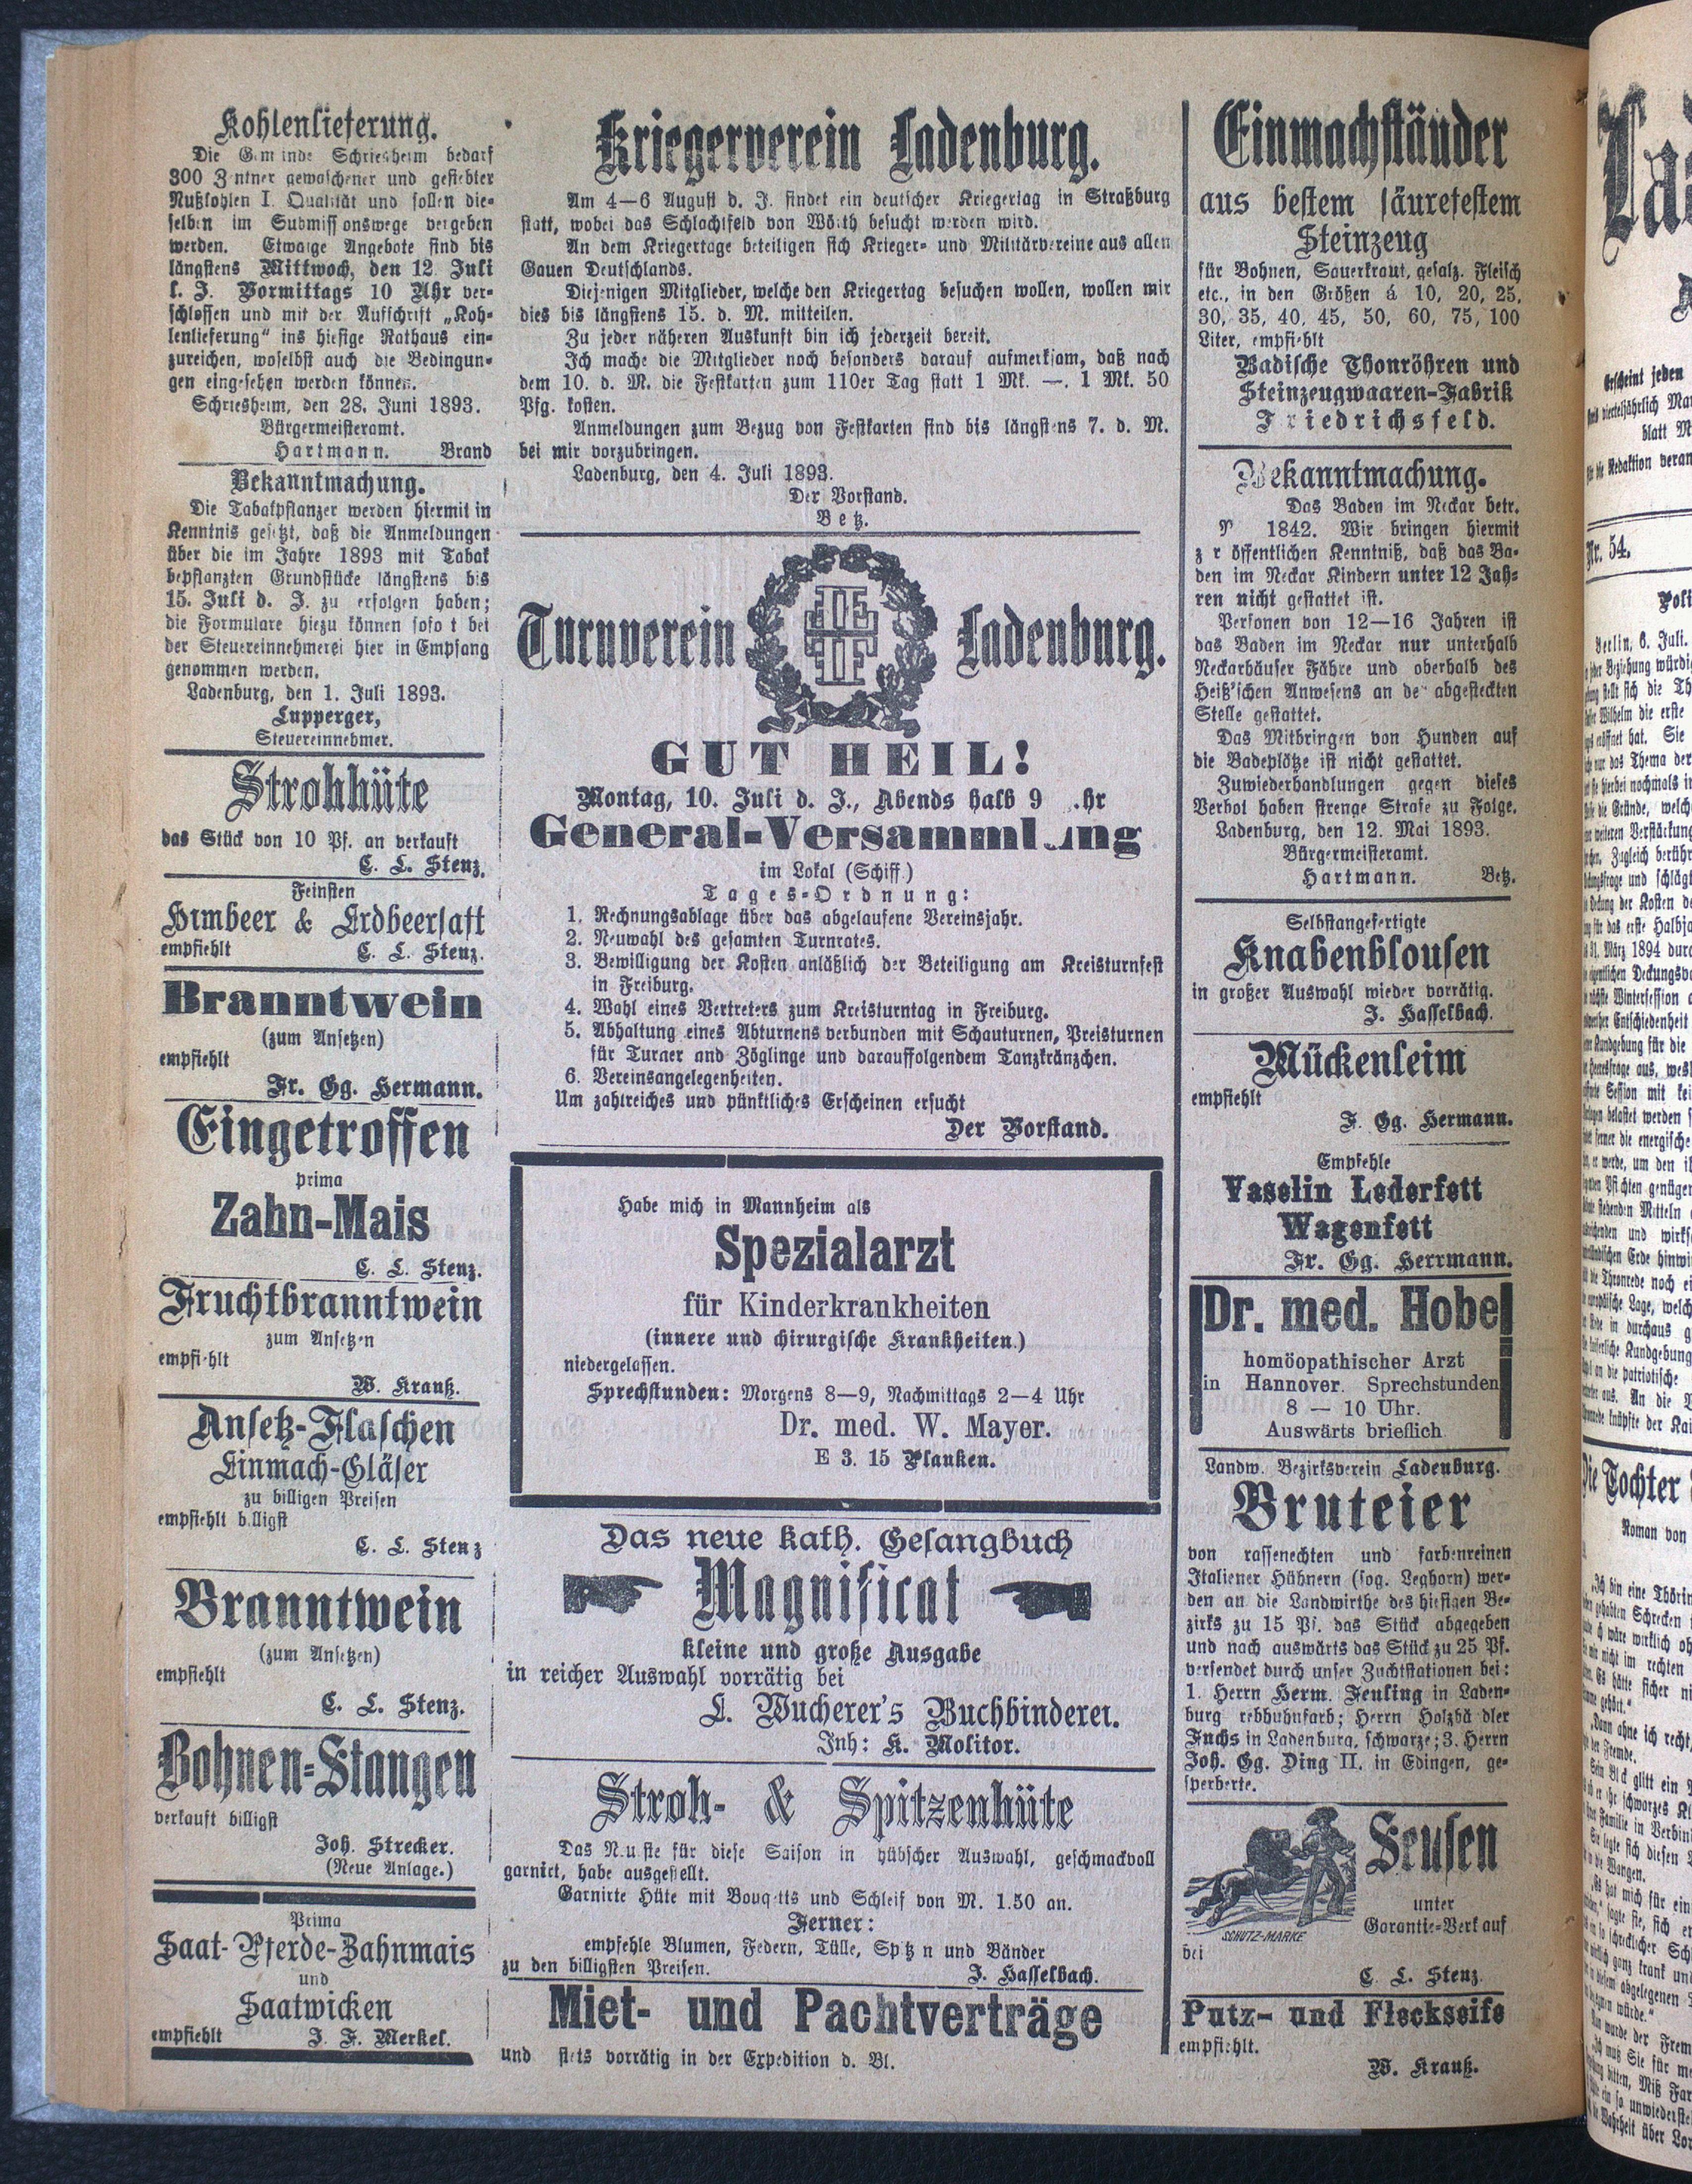 Kohlenlieferung.
Die Gemeinde Schriesheim bedarf
300 Zentner gewaschener und gesiebter
Nußkohlen I. Qualität und sollen die-
selben im Submissionswege vergeben
werden. Etwaige Angebote sind bis
längstens Mittwoch, den 12. Juli
l. J. Vormittags 10 Uhr ver-
schlossen und mit der Aufschrift „Koh-
lenlieferung“ ins hiesige Rathaus ein-
zureichen, woselbst auch die Bedingun-
gen eingesehen werden können.
Schriesheim, den 28. Juni 1893.
Bürgermeisteramt.
Hartmann. Brand
Bekanntmachung.
Die Tabakpflanzer werden hiermit in
Kenntnis gesetzt, daß die Anmeldungen
über die im Jahre 1893 mit Tabak
bepflanzten Grundstücke längstens bis
15. Juli d. J. zu erfolgen haben;
die Formulare hiezu können sofo t bei
der Steuereinnehmerei hier in Empfang
genommen werden.
Ladenburg, den 1. Juli 1893.
Lupperger,
Steuereinnehmer.
Strohhüte
das Stück von 10 Pf. an verkauft
C. L. Stenz.
Feinsten
Himbeer & Erdbeersaft
empfiehlt C. L. Stenz.
Branntwein
(zum Ansetzen)
empfiehlt
Fr. Gg. Hermann.
Eingetroffen
prima
Zahn-Mais
C. L. Stenz.
Fruchtbranntwein
zum Ansetzen
empfiehlt
W. Krauß.
Ansetz-Flaschen
Einmach-Gläser
zu billigen Preisen
empfiehlt billigst
C. L. Stenz
Branntwein
(zum Ansetzen)
empfiehlt
C. L. Stenz.
Bohnen-Stangen
verkauft billigst
Joh. Strecker.
(Neue Anlage.)
Prima
Saat-Pferde-Zahnmais
und
Saatwicken
empfiehlt J. F. Merkel.
Kriegerverein Ladenburg.
Am 4—6 August d. J. findet ein deutscher Kriegertag in Straßburg
statt, wobei das Schlachtfeld von Wörth besucht werden wird.
An dem Kriegertage beteiligen sich Krieger- und Militärvereine aus allen
Gauen Deutschlands.
Diejenigen Mitglieder, welche den Kriegertag besuchen wollen, wollen mir
dies bis längstens 15. d. M. mitteilen.
Zu jeder näheren Auskunft bin ich jederzeit bereit.
Ich mache die Mitglieder noch besonders darauf aufmerksam, daß nach
dem 10. d. M. die Festkarten zum 110er Tag statt 1 Mk. —. 1 Mk. 50
Pfg. kosten.
Anmeldungen zum Bezug von Festkarten sind bis längstens 7. d. M.
bei mir vorzubringen.
Ladenburg, den 4. Juli 1893.
Der Vorstand.
Betz.
Turnverein Ladenburg.
GUT HEIL!
Montag, 10. Juli d. J., Abends halb 9 .hr
General-Versammlung
im Lokal (Schiff.)
Tages-Ordnung:
1. Rechnungsablage über das abgelaufene Vereinsjahr.
2. Neuwahl des gesamten Turnrates.
3. Bewilligung der Kosten anläßlich der Beteiligung am Kreisturnfest
in Freiburg.
4. Wahl eines Vertreters zum Kreisturntag in Freiburg.
5. Abhaltung eines Abturnens verbunden mit Schauturnen, Preisturnen
für Turner and Zöglinge und darauffolgendem Tanzkränzchen.
6. Vereinsangelegenheiten.
Um zahlreiches und pünktliches Erscheinen ersucht
Der Vorstand.
Habe mich in Mannheim als
Spezialarzt
für Kinderkrankheiten
(innere und chirurgische Krankheiten.)
niedergelassen.
Sprechstunden: Morgens 8—9, Nachmittags 2—4 Uhr
Dr. med. W. Mayer.
E 3. 15 Planken.
Das neue kath. Gesangbuch
Magnificat
kleine und große Ausgabe
in reicher Auswahl vorrätig bei
L. Wucherer's Buchbinderei.
Inh: K. Molitor.
Stroh- & Spitzenhüte
Das Neueste für diese Saison in hübscher Auswahl, geschmackvoll
garnirt, habe ausgestellt.
Garnirte Hüte mit Bouqetts und Schleif von M. 1.50 an.
Ferner:
empfehle Blumen, Federn, Tülle, Spitzen und Bänder
zu den billigsten Preisen. J. Hasselbach.
Miet- und Pachtverträge
und stets vorrätig in der Expedition d. Bl.
Einmachständer
aus bestem säurefestem
Steinzeug
für Bohnen, Sauerkraut, gesalz. Fleisch
etc., in den Größen á 10, 20, 25,
30, 35, 40, 45, 50, 60, 75, 100
Liter, empfiehlt
Badische Thonröhren und
Steinzeugwaaren-Fabrik
Friedrichsfeld.
Bekanntmachung.
Das Baden im Neckar betr.
1842. Wir bringen hiermit
z r öffentlichen Kenntniß, daß das Ba-
den im Neckar Kindern unter 12 Jah-
ren nicht gestattet ist.
Personen von 12—16 Jahren ist
das Baden im Neckar nur unterhalb
Neckarhäuser Fähre und oberhalb des
Heiß'schen Anwesens an der abgesteckten
Stelle gestattet.
Das Mitbringen von Hunden auf
die Badeplätze ist nicht gestattet.
Zuwiederhandlungen gegen dieses
Verbot haben strenge Strafe zu Folge.
Ladenburg, den 12. Mai 1893.
Bürgermeisteramt.
Hartmann. Betz.
Selbstangefertigte
Knabenblousen
in großer Auswahl wieder vorrätig.
J. Hasselbach.
Mückenleim
empfiehlt
F. Gg. Hermann.
Empfehle
Vaselin Lederfett
Wagenfett
Fr. Gg. Herrmann.
Dr. med. Hobel
homöopathischer Arzt
in Hannover. Sprechstunden
8 — 10 Uhr.
Auswärts brieflich
Landw. Bezirksverein Ladenburg.
Bruteier
von rassenechten und farbenreinen
Italiener Hühnern (sog. Leghorn) wer-
den an die Landwirthe des hiesigen Be-
zirks zu 15 Pf. das Stück abgegeben
und nach auswärts das Stück zu 25 Pf.
versendet durch unser Zuchtstationen bei:
1. Herrn Herm. Feuling in Laden-
burg rebhuhnfarb; Herrn Holzhä dler
Fuchs in Ladenburg, schwarze; 3. Herrn
Joh. Gg. Ding II. in Edingen, ge-
sperberte.
Sensen
SCHUTZ-MARKE
unter
Garantie-Verkauf
bei
C. L. Stenz.
Putz- und Fleckseife
empfiehlt.
W. Krauß.
Erscheint jeden
Nr. 54.
Berlin, 6. Juli.
Die Tochter
Roman von